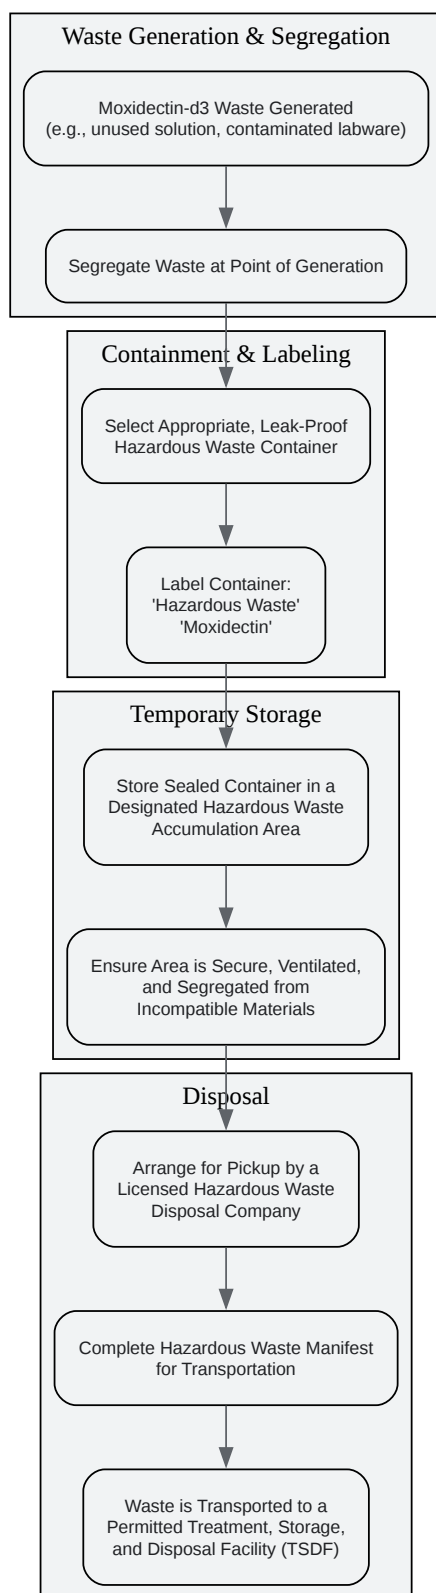 Waste Generation & Segregation
Moxidectin-d3 Waste Generated
(e.g., unused solution, contaminated labware)
Segregate Waste at Point of Generation
Containment & Labeling
Select Appropriate, Leak-Proof
Hazardous Waste Container
Label Container:
'Hazardous Waste'
'Moxidectin'
Temporary Storage
Store Sealed Container in a
Designated Hazardous Waste
Accumulation Area
Ensure Area is Secure, Ventilated,
and Segregated from
Incompatible Materials
Disposal
Arrange for Pickup by a
Licensed Hazardous Waste
Disposal Company
Complete Hazardous Waste Manifest
for Transportation
Waste is Transported to a
Permitted Treatment, Storage,
and Disposal Facility (TSDF)